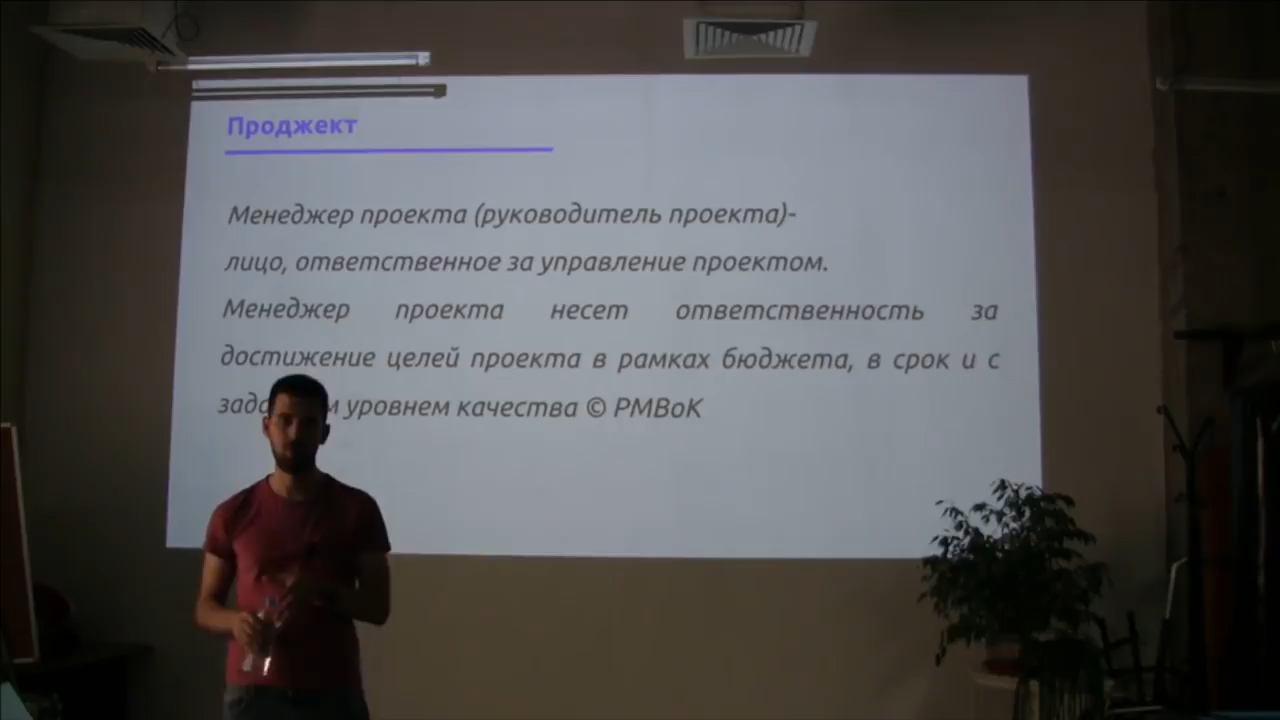 Проджект
Менеджер проекта (руководитель проекта)-
лицо, ответственное за управление проектом.
Менеджер проекта несет ответственность за
достижение целей проекта в рамках бюджета, в срок и с
уровнем качества © PMBoK